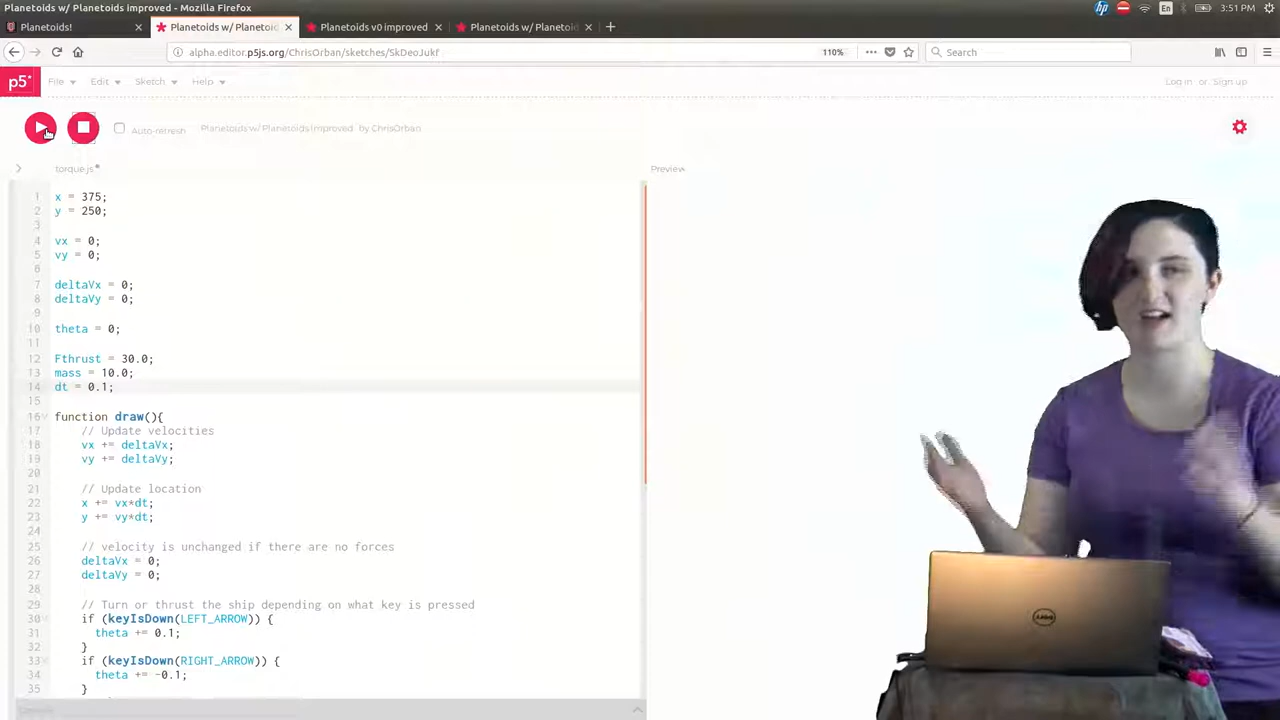 Planetoids w/ Planetoids improved - Mozilla Firefox
En 3:51 PM
Planetoids! ×
Planetoids w/ Planetoid ×
Planetoids v0 improved ×
Planetoids w/ Planetoid ×
alpha.editor.p5js.org/ChrisOrban/sketches/SkDeoJukf
110%
Search
p5*
File
Edit
Sketch
Help
Log in or Sign up
Auto-refresh
Planetoids w/ Planetoids improved by ChrisOrban
torque.js
Preview
1 x = 375;
2 y = 250;
3
4 vx = 0;
5 vy = 0;
6
7 deltaVx = 0;
8 deltaVy = 0;
9
10 theta = 0;
11
12 Fthrust = 30.0;
13 mass = 10.0;
14 dt = 0.1;
15
16 function draw(){
17 // Update velocities
18 vx += deltaVx;
19 vy += deltaVy;
20
21 // Update location
22 x += vx*dt;
23 y += vy*dt;
24
25 // velocity is unchanged if there are no forces
26 deltaVx = 0;
27 deltaVy = 0;
28
29 // Turn or thrust the ship depending on what key is pressed
30 if (keyIsDown(LEFT_ARROW)) {
31 theta += 0.1;
32 }
33 if (keyIsDown(RIGHT_ARROW)) {
34 theta += -0.1;
35 }
DELL